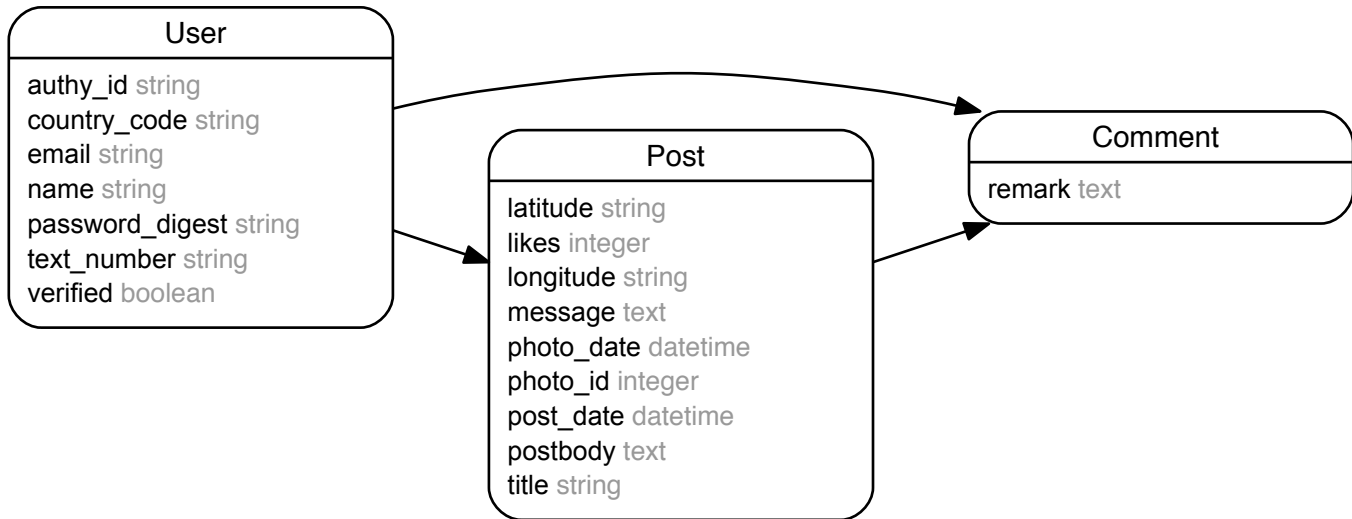 User
authy_id string
country_code string
email string
name string
password_digest string
text_number string
verified boolean
Post
latitude string
likes integer
longitude string
message text
photo_date datetime
photo_id integer
post_date datetime
postbody text
title string
Comment
remark text